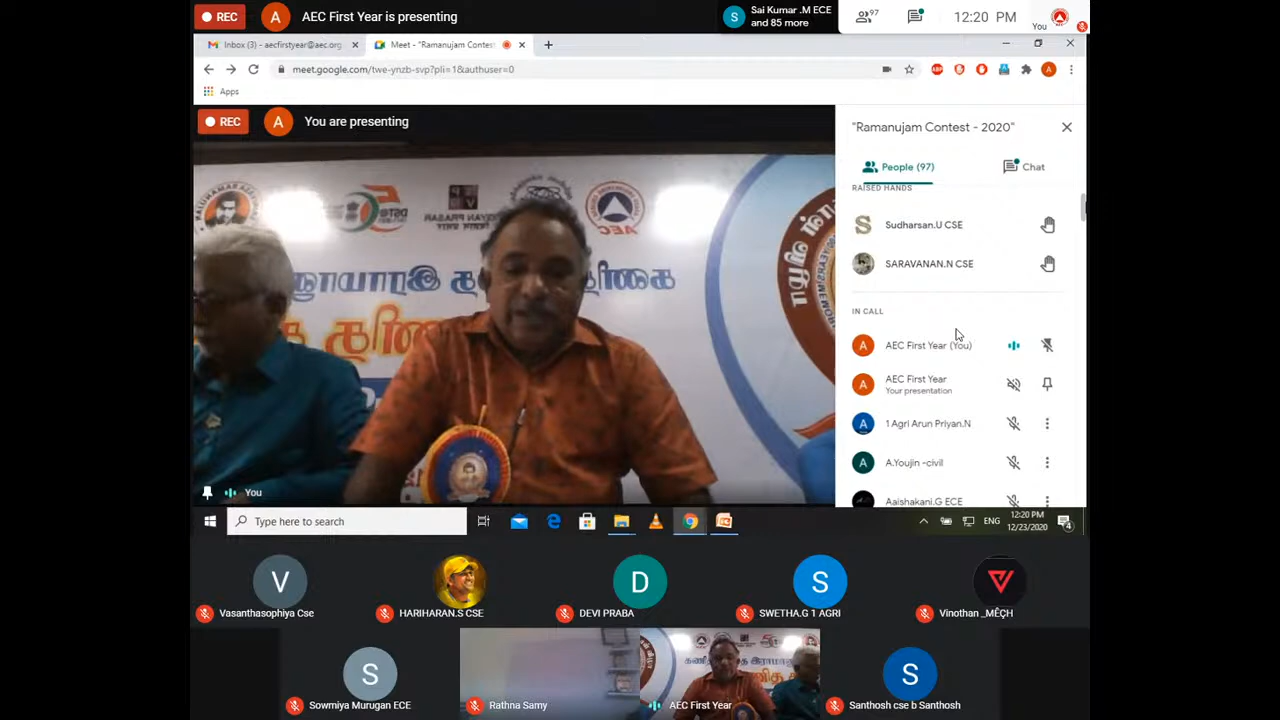 REC
AEC First Year is presenting
Sai Kumar .M ECE
and 85 more
97
12:20 PM
You
Inbox (3) - aecfirstyear@aec.org
Meet - "Ramanujam Contest
meet.google.com/twe-ynzb-svp?pli=1&authuser=0
Apps
REC
You are presenting
"Ramanujam Contest - 2020"
People (97)
Chat
RAISED HANDS
Sudharsan.U CSE
SARAVANAN.N CSE
IN CALL
AEC First Year (You)
AEC First Year
Your presentation
1 Agri Arun Priyan.N
A.Youjin -civil
Aaishakani.G ECE
AEC
You
Type here to search
ENG
12:20 PM
12/23/2020
4
V
Vasanthasophiya Cse
HARIHARAN.S CSE
D
DEVI PRABA
S
SWETHA.G 1 AGRI
Vinothan _MÊÇH
S
Sowmiya Murugan ECE
Rathna Samy
AEC First Year
S
Santhosh cse b Santhosh